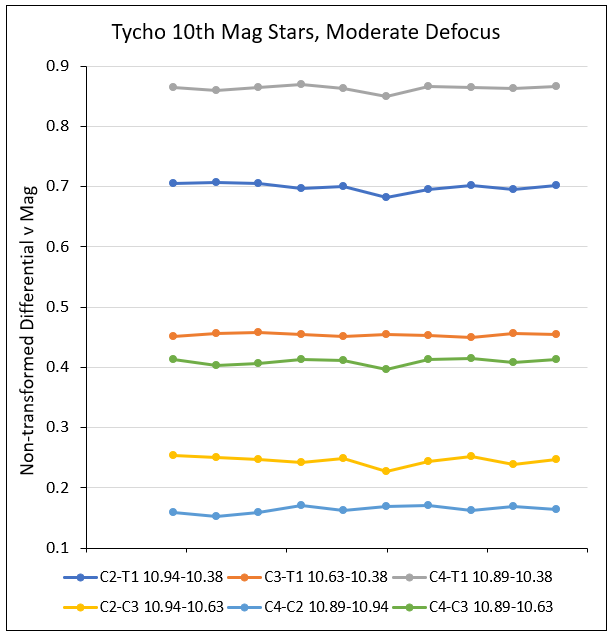 Tycho 10th Mag Stars, Moderate Defocus
Non-transformed Differential v Mag
0.9
0.8
0.7
0.6
0.5
0.4
0.3
0.2
0.1
C2-T1 10.94-10.38 C3-T1 10.63-10.38 C4-T1 10.89-10.38
C2-C3 10.94-10.63 C4-C2 10.89-10.94 C4-C3 10.89-10.63